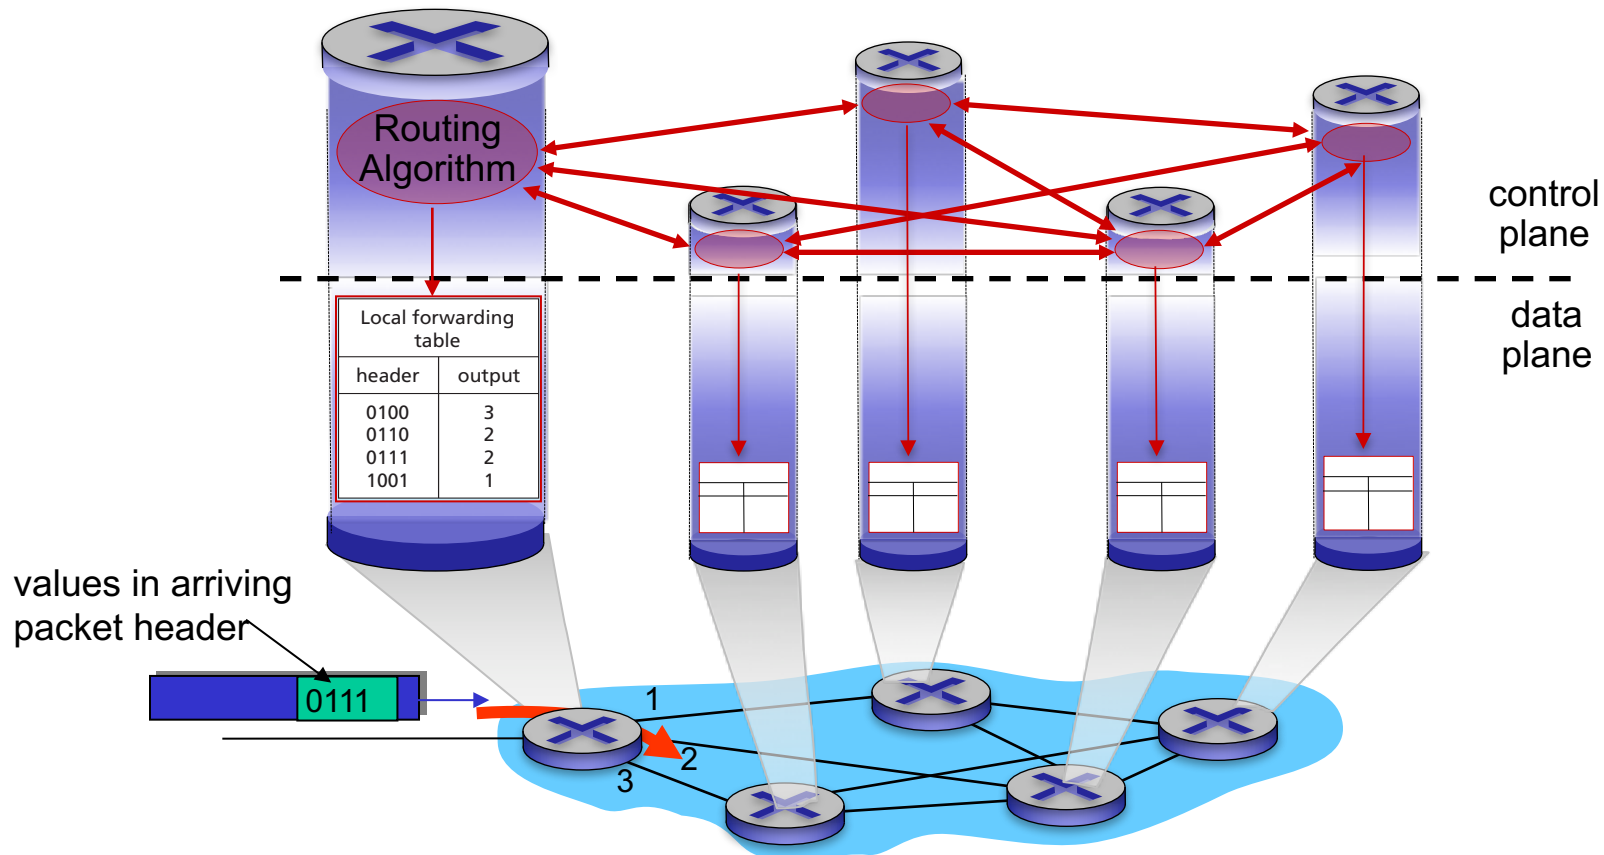 Routing
Algorithm
control
plane
data
plane
Local forwarding
table
header output
0100 3
0110 2
0111 2
1001 1
values in arriving
packet header
0111
1
2
3